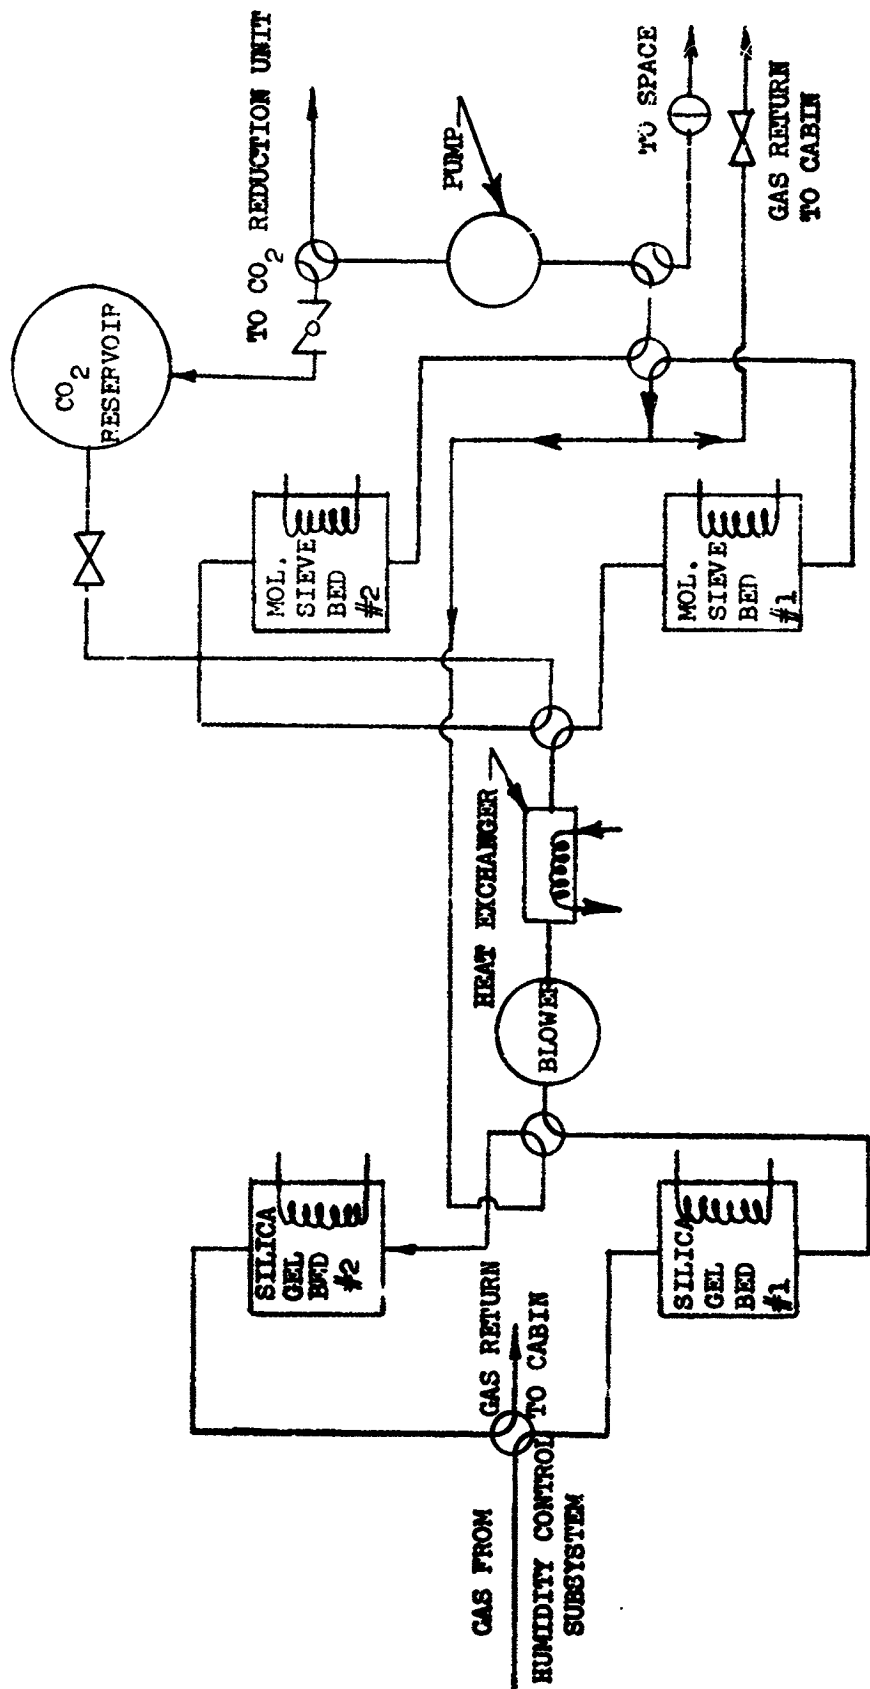 GAS FROM
HUMIDITY CONTROL
SUBSYSTEM
GAS RETURN
TO CABIN
SILICA
GEL
BED
#2
SILICA
GEL
BED
#1
BLOWER
HEAT EXCHANGER
MOL.
SIEVE
BED
#2
MOL.
SIEVE
BED
#1
CO2
RESERVOIR
TO CO2 REDUCTION UNIT
PUMP
TO SPACE
GAS RETURN
TO CABIN